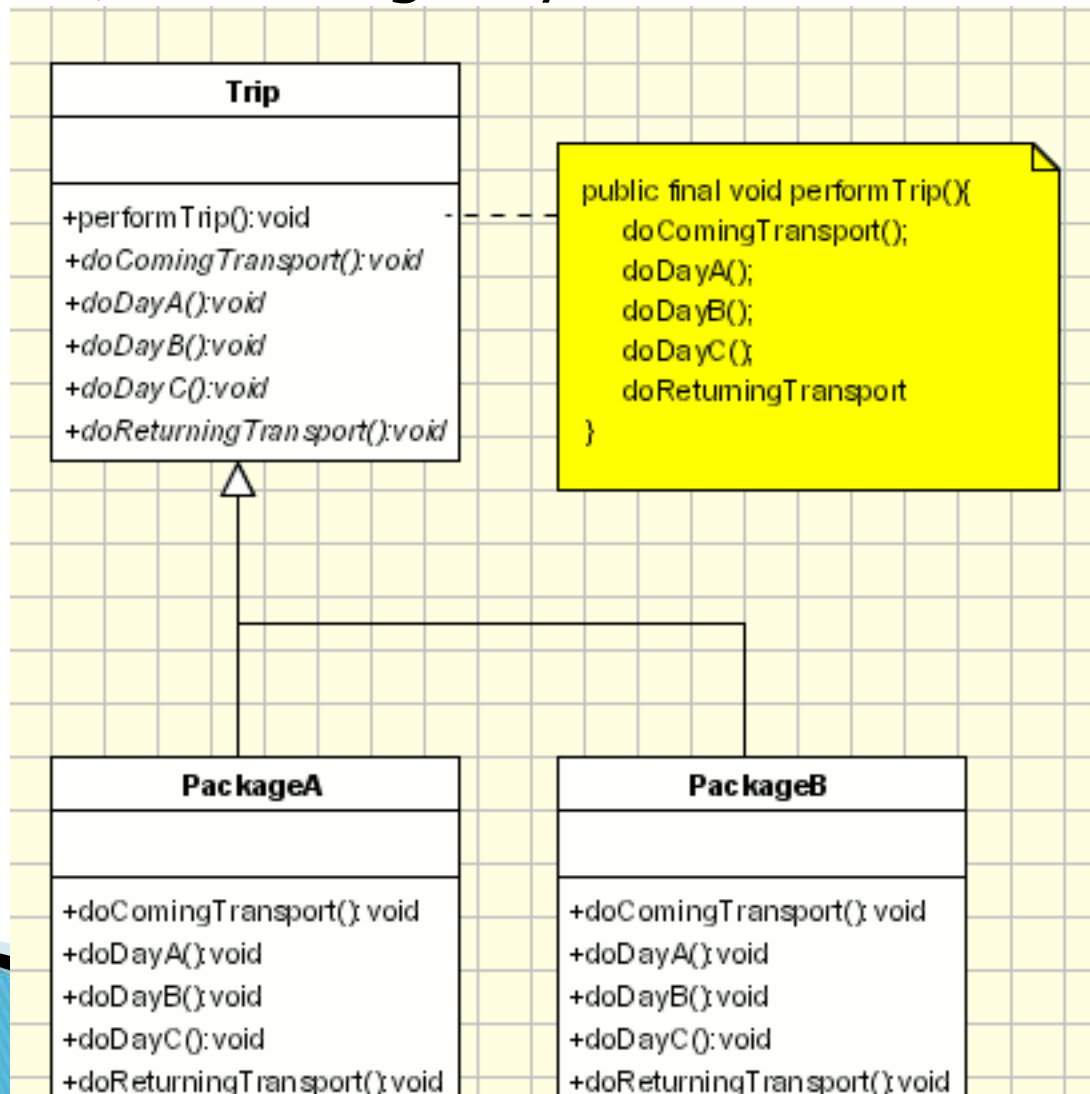 Trip
+performTrip():void
+doComingTransport():void
+doDayA():void
+doDayB():void
+doDayC():void
+doReturningTransport():void
public final void performTrip(){
doComingTransport();
doDayA();
doDayB();
doDayC();
doReturningTransport
}
PackageA
+doComingTransport():void
+doDayA():void
+doDayB():void
+doDayC():void
+doReturningTransport():void
PackageB
+doComingTransport():void
+doDayA():void
+doDayB():void
+doDayC():void
+doReturningTransport():void